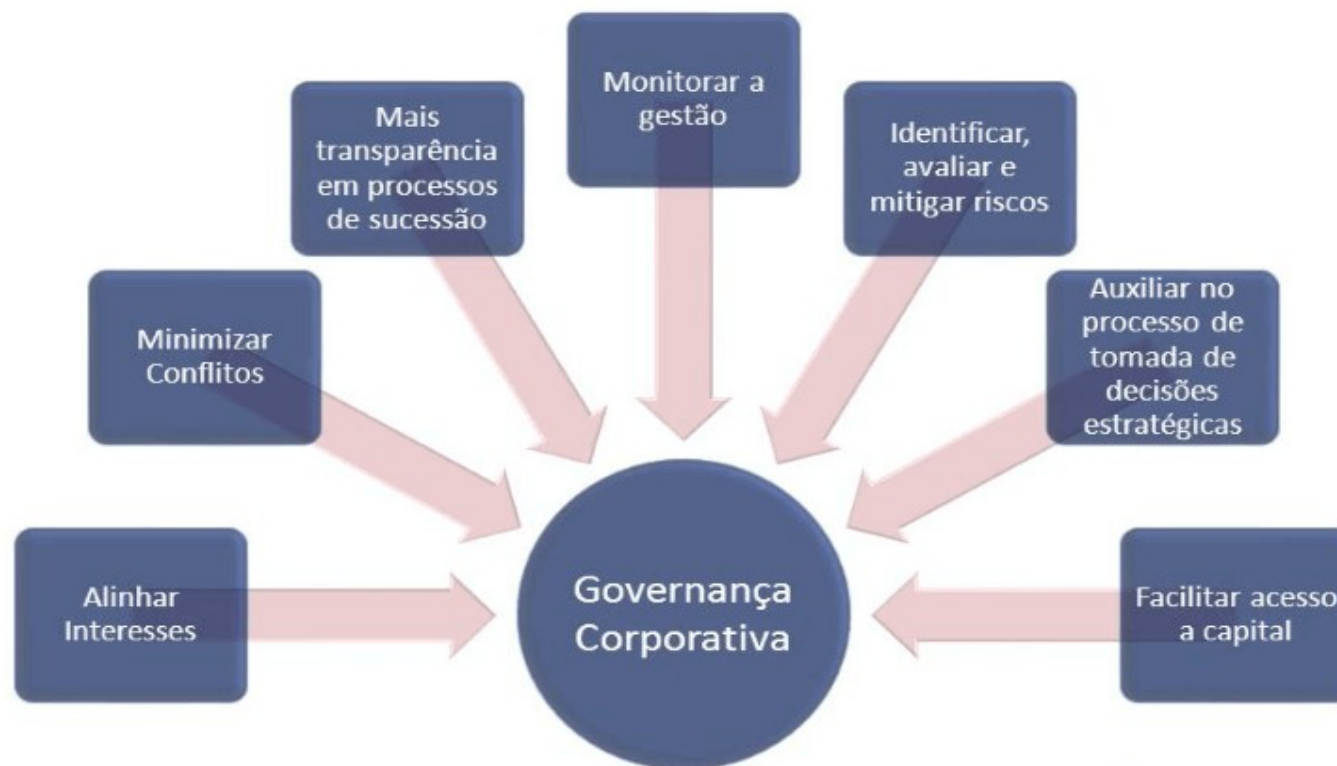 Alinhar
Interesses
Minimizar
Conflitos
Mais
transparência
em processos
de sucessão
Monitorar a
gestão
Identificar,
avaliar e
mitigar riscos
Auxiliar no
processo de
tomada de
decisões
estratégicas
Facilitar acesso
a capital
Governança
Corporativa